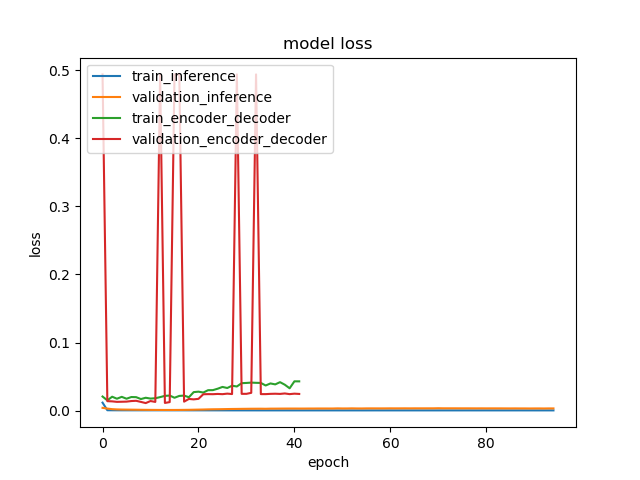 model loss
train_inference
validation_inference
train_encoder_decoder
validation_encoder_decoder
loss
0.5
0.4
0.3
0.2
0.1
0.0
0 20 40 60 80
epoch